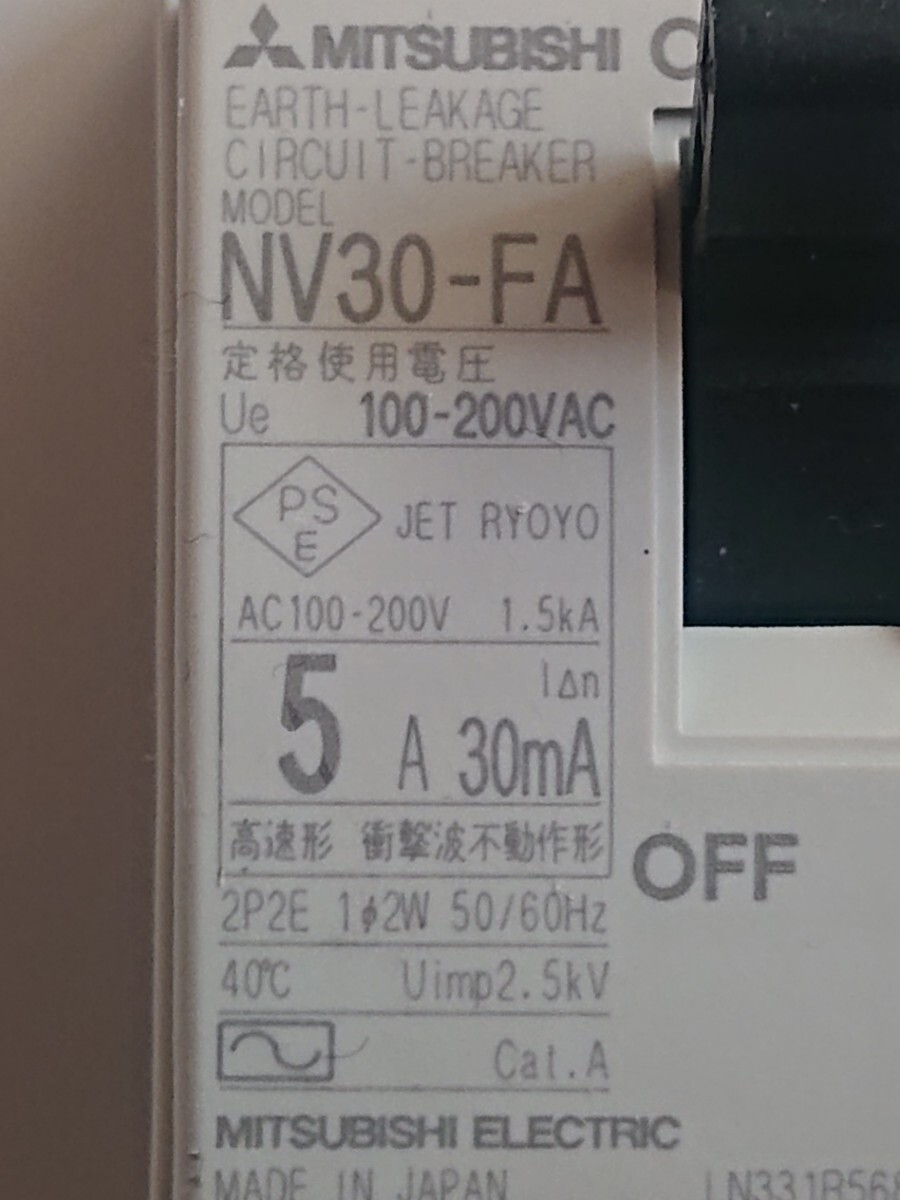 MITSUBISHI
EARTH-LEAKAGE
CIRCUIT-BREAKER
MODEL
NV30-FA
定格使用電圧
Ue 100-200VAC
PS
E
JET RYOYO
AC100-200V 1.5kA
IΔn
5 A 30mA
高速形 衝撃波不動作形
OFF
2P2E 1ϕ2W 50/60Hz
40℃ Uimp2.5kV
Cat.A
MITSUBISHI ELECTRIC
MADE IN JAPAN